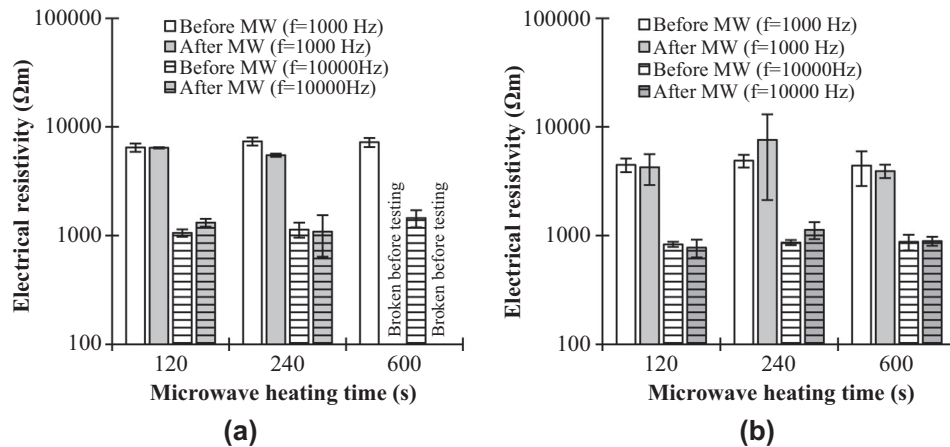 100000
10000
1000
100
Electrical resistivity (Ωm)
Before MW (f=1000 Hz)
After MW (f=1000 Hz)
Before MW (f=10000Hz)
After MW (f=10000Hz)
Broken before testing
Broken before testing
120 240 600
Microwave heating time (s)
(a)
100000
10000
1000
100
Electrical resistivity (Ωm)
Before MW (f=1000 Hz)
After MW (f=1000 Hz)
Before MW (f=10000Hz)
After MW (f=10000 Hz)
120 240 600
Microwave heating time (s)
(b)